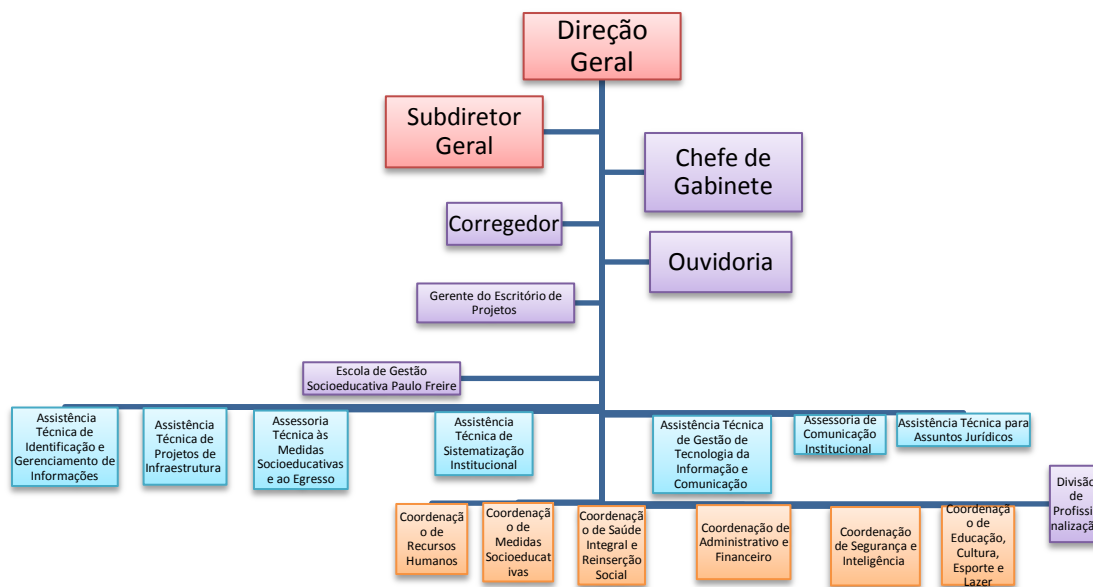 Direção
Geral
Subdiretor
Geral
Chefe de
Gabinete
Corregedor
Ouvidoria
Gerente do Escritório de
Projetos
Escola de Gestão
Socioeducativa Paulo Freire
Assistência
Técnica de
Identificação e
Gerenciamento de
Informações
Assistência
Técnica de
Projetos de
Infraestrutura
Assessoria
Técnica às
Medidas
Socioeducativas
e ao Egresso
Assistência
Técnica de
Sistematização
Institucional
Assistência Técnica
de Gestão de
Tecnologia da
Informação e
Comunicação
Assessoria de
Comunicação
Institucional
Assistência Técnica para
Assuntos Jurídicos
Coordenaçã
o de
Recursos
Humanos
Coordenaçã
o de Medidas
Socioeducat
ivas
Coordenaçã
o de Saúde
Integral e
Reinserção
Social
Coordenação de
Administrativo e
Financeiro
Coordenação
de Segurança e
Inteligência
Coordenaçã
o de
Educação,
Cultura,
Esporte e
Lazer
Divisão
de
Profissio
nalização